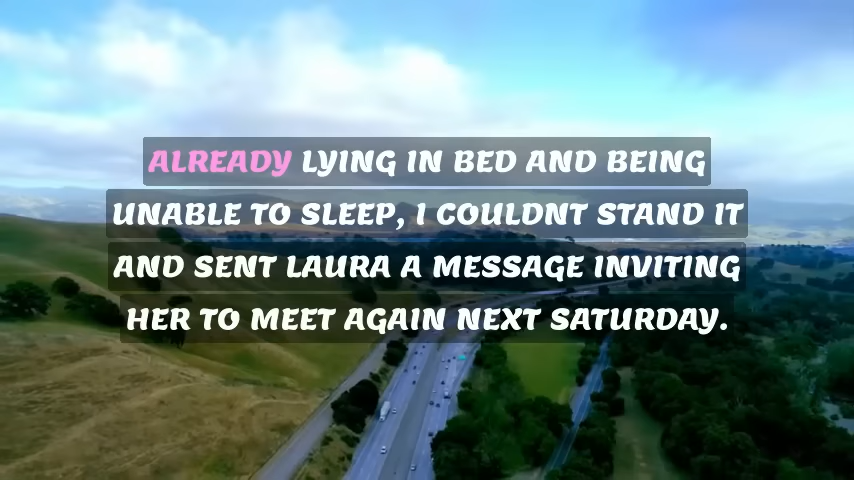 ALREADY LYING IN BED AND BEING
UNABLE TO SLEEP, I COULDNT STAND IT
AND SENT LAURA A MESSAGE INVITING
HER TO MEET AGAIN NEXT SATURDAY.